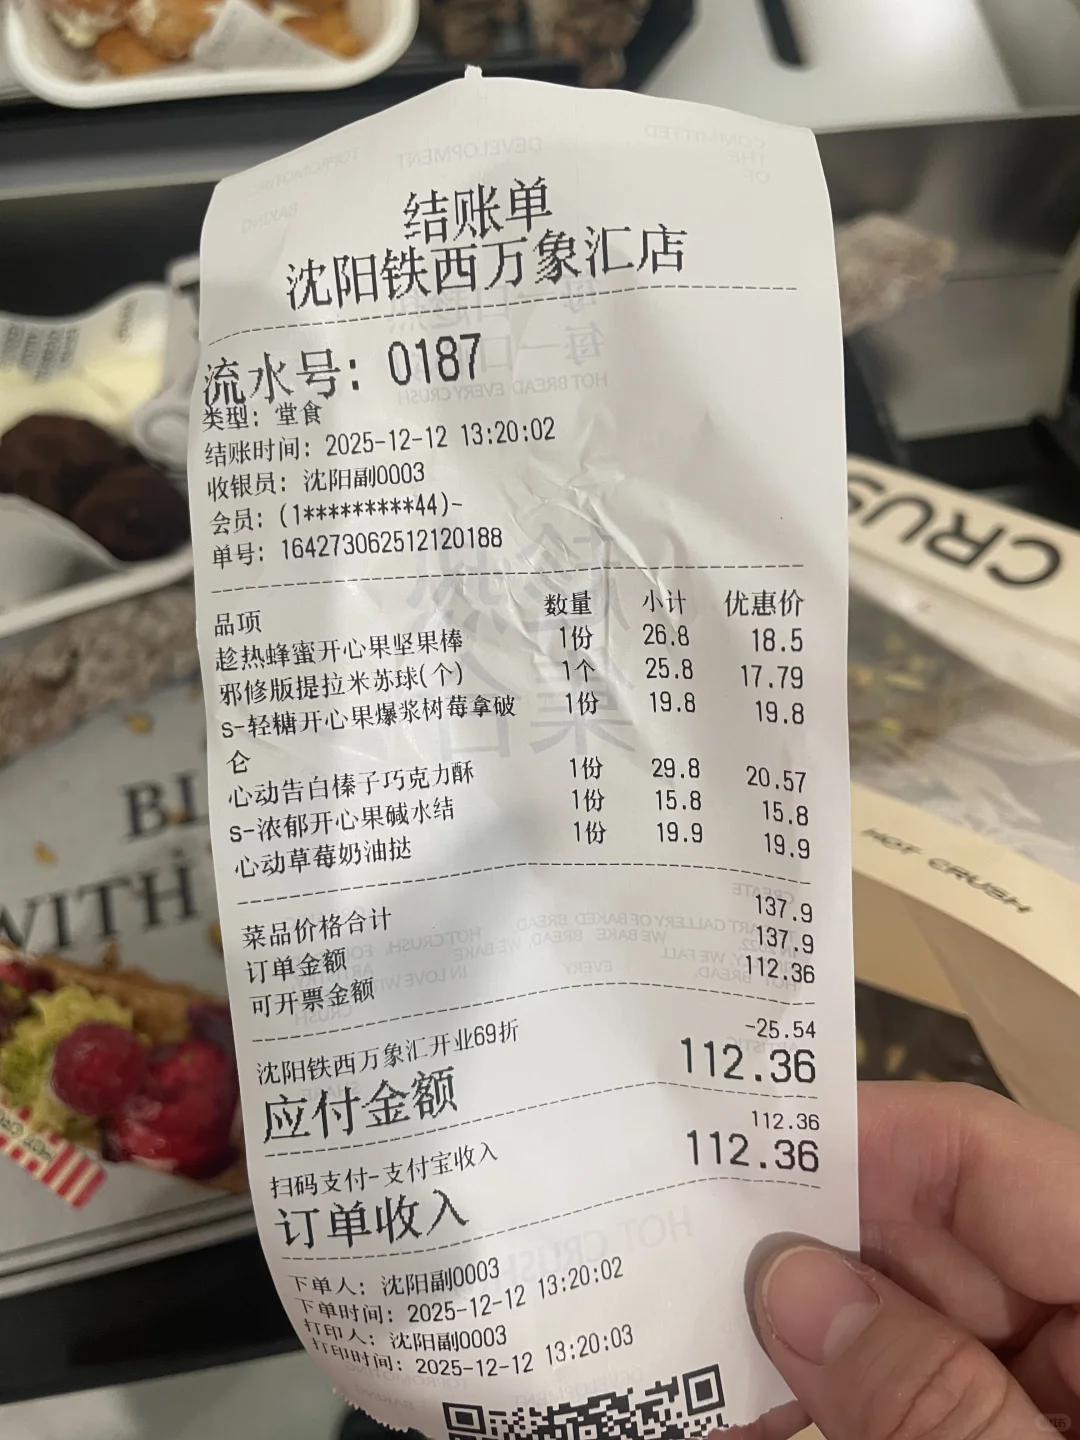 结账单
沈阳铁西万象汇店
流水号: 0187
类型: 堂食
结账时间: 2025-12-12 13:20:02
收银员: 沈阳副0003
会员: (1*********44)-
单号: 164273062512120188
品项 数量 小计 优惠价
趁热蜂蜜开心果坚果棒 1份 26.8 18.5
邪修版提拉米苏球(个) 1个 25.8 17.79
S-轻糖开心果爆浆树莓拿破 1份 19.8 19.8
仑
心动告白榛子巧克力酥 1份 29.8 20.57
S-浓郁开心果碱水结 1份 15.8 15.8
心动草莓奶油挞 1份 19.9 19.9
菜品价格合计 137.9
订单金额 137.9
可开票金额 112.36
沈阳铁西万象汇开业69折 -25.54
应付金额 112.36
扫码支付-支付宝收入 112.36
订单收入 112.36
下单人: 沈阳副0003
下单时间: 2025-12-12 13:20:02
打印人: 沈阳副0003
打印时间: 2025-12-12 13:20:03
CRUS
HOT CRUSH
BL
WITH